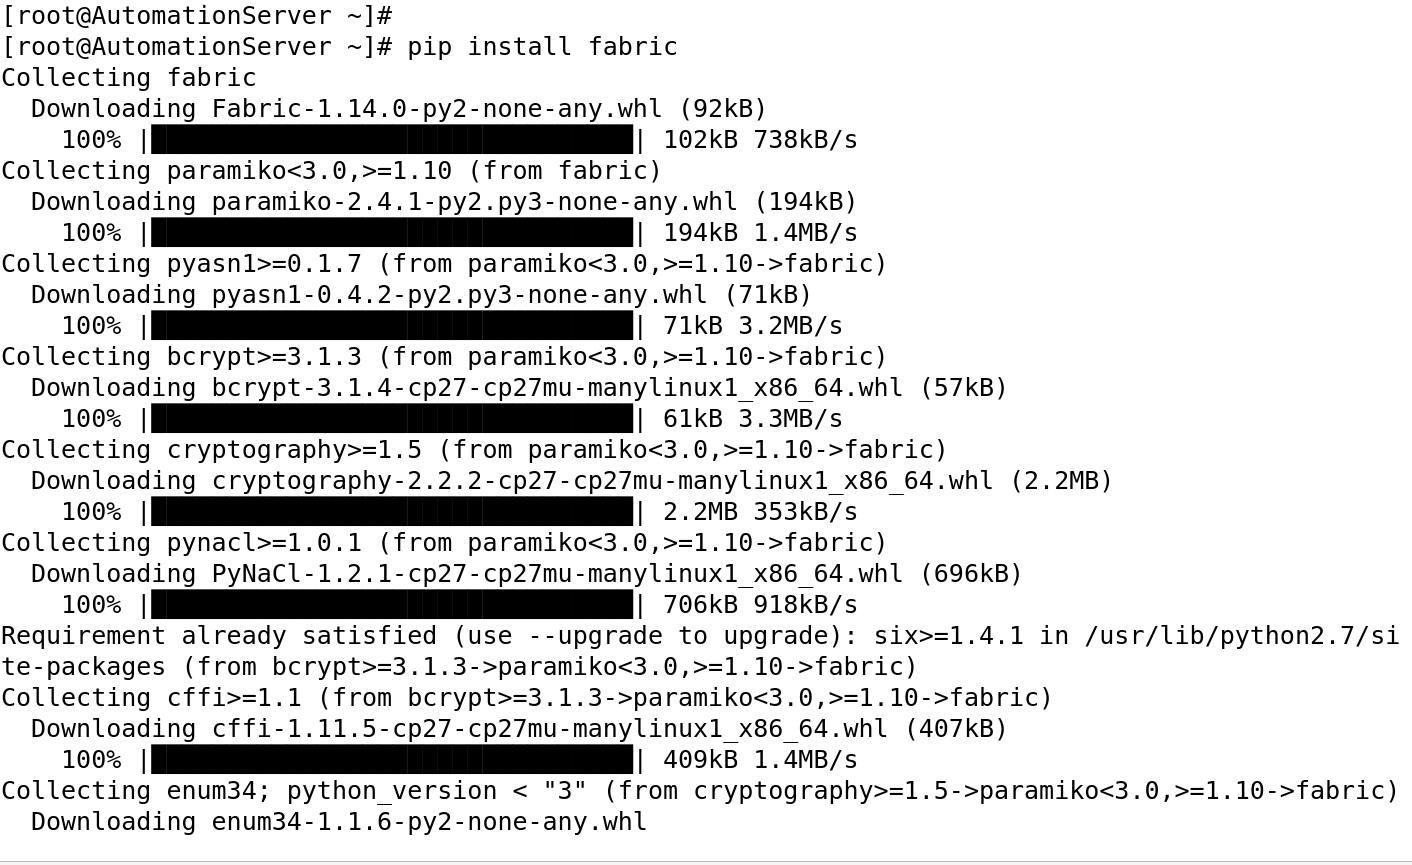 [root@AutomationServer ~]#
[root@AutomationServer ~]# pip install fabric
Collecting fabric
  Downloading Fabric-1.14.0-py2-none-any.whl (92kB)
    100% |████████████████████████████████| 102kB 738kB/s
Collecting paramiko<3.0,>=1.10 (from fabric)
  Downloading paramiko-2.4.1-py2.py3-none-any.whl (194kB)
    100% |████████████████████████████████| 194kB 1.4MB/s
Collecting pyasn1>=0.1.7 (from paramiko<3.0,>=1.10->fabric)
  Downloading pyasn1-0.4.2-py2.py3-none-any.whl (71kB)
    100% |████████████████████████████████| 71kB 3.2MB/s
Collecting bcrypt>=3.1.3 (from paramiko<3.0,>=1.10->fabric)
  Downloading bcrypt-3.1.4-cp27-cp27mu-manylinux1_x86_64.whl (57kB)
    100% |████████████████████████████████| 61kB 3.3MB/s
Collecting cryptography>=1.5 (from paramiko<3.0,>=1.10->fabric)
  Downloading cryptography-2.2.2-cp27-cp27mu-manylinux1_x86_64.whl (2.2MB)
    100% |████████████████████████████████| 2.2MB 353kB/s
Collecting pynacl>=1.0.1 (from paramiko<3.0,>=1.10->fabric)
  Downloading PyNaCl-1.2.1-cp27-cp27mu-manylinux1_x86_64.whl (696kB)
    100% |████████████████████████████████| 706kB 918kB/s
Requirement already satisfied (use --upgrade to upgrade): six>=1.4.1 in /usr/lib/python2.7/si
te-packages (from bcrypt>=3.1.3->paramiko<3.0,>=1.10->fabric)
Collecting cffi>=1.1 (from bcrypt>=3.1.3->paramiko<3.0,>=1.10->fabric)
  Downloading cffi-1.11.5-cp27-cp27mu-manylinux1_x86_64.whl (407kB)
    100% |████████████████████████████████| 409kB 1.4MB/s
Collecting enum34; python_version < "3" (from cryptography>=1.5->paramiko<3.0,>=1.10->fabric)
  Downloading enum34-1.1.6-py2-none-any.whl